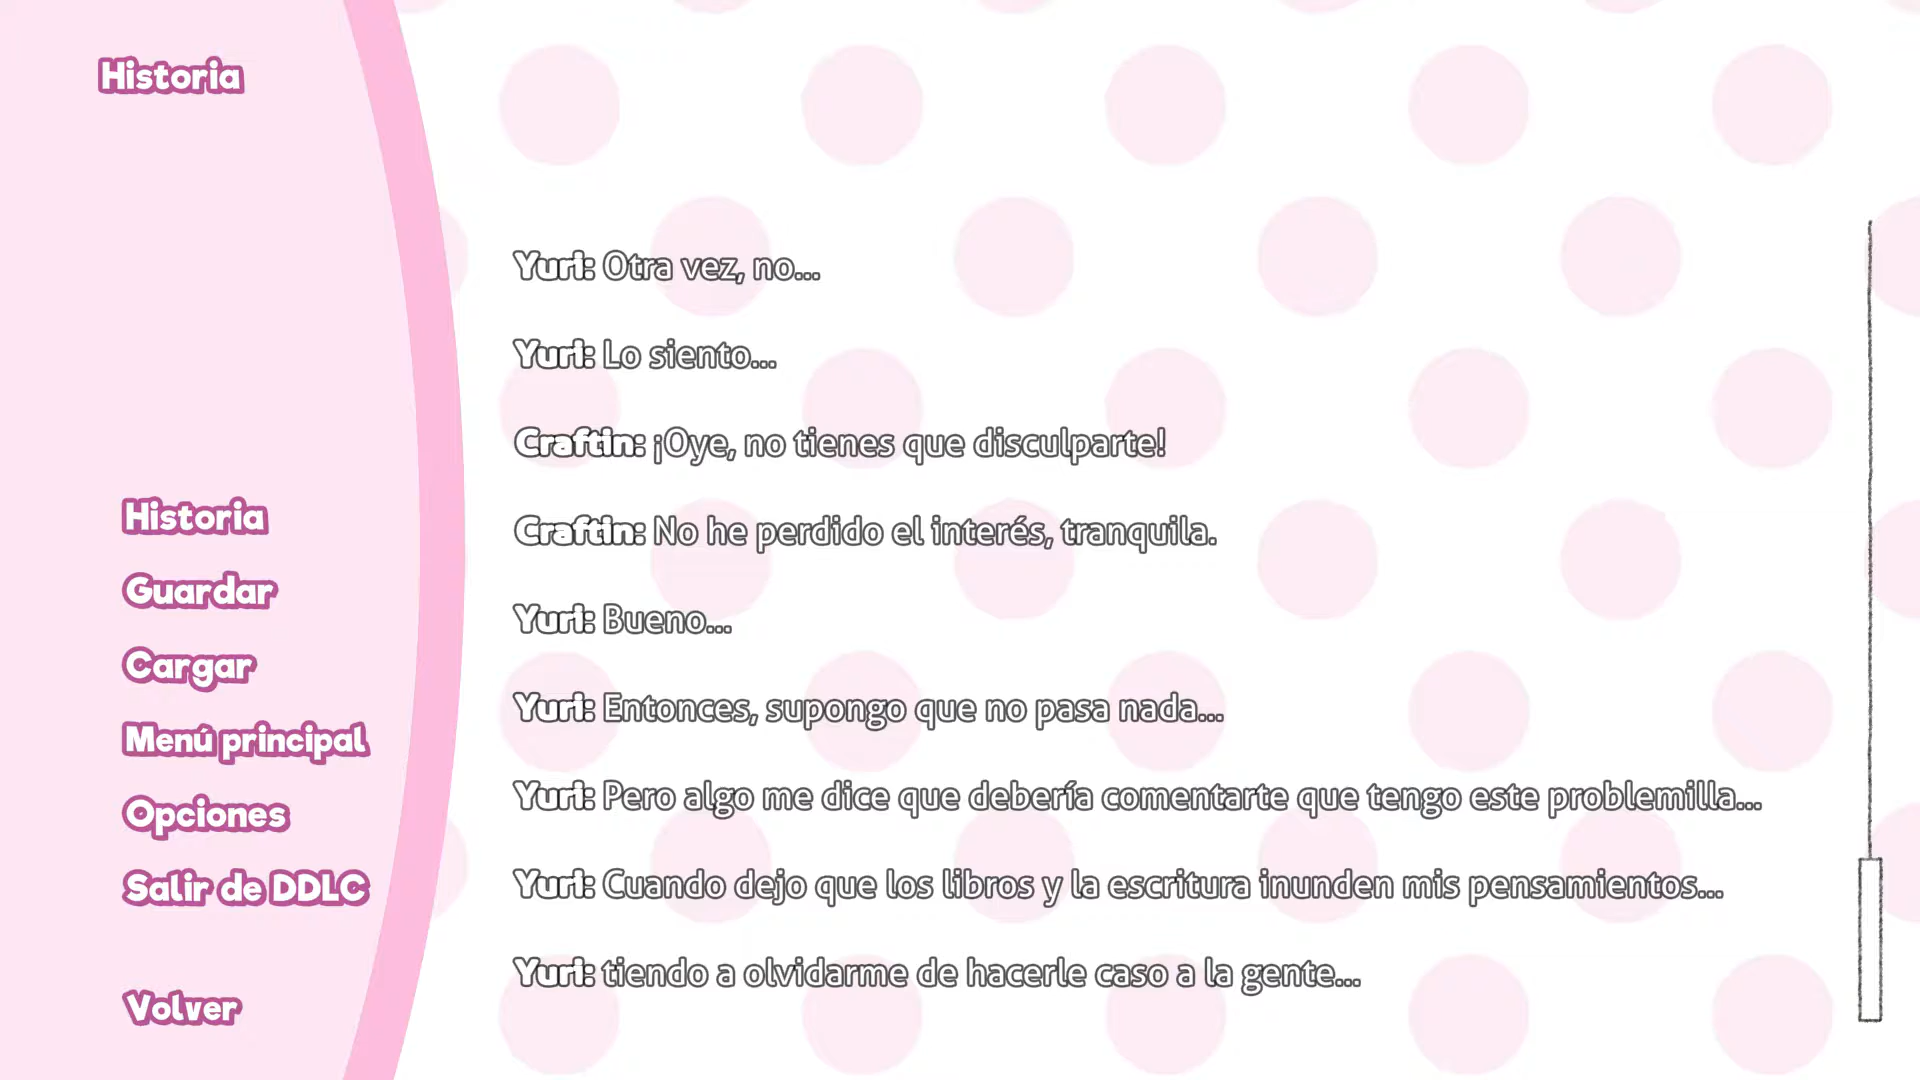 Historia
Historia
Guardar
Cargar
Menú principal
Opciones
Salir de DDLC
Volver
Yuri: Otra vez, no...
Yuri: Lo siento...
Craftin: ¡Oye, no tienes que disculparte!
Craftin: No he perdido el interés, tranquila.
Yuri: Bueno...
Yuri: Entonces, supongo que no pasa nada...
Yuri: Pero algo me dice que debería comentarte que tengo este problemilla...
Yuri: Cuando dejo que los libros y la escritura inunden mis pensamientos...
Yuri: tiendo a olvidarme de hacerle caso a la gente...